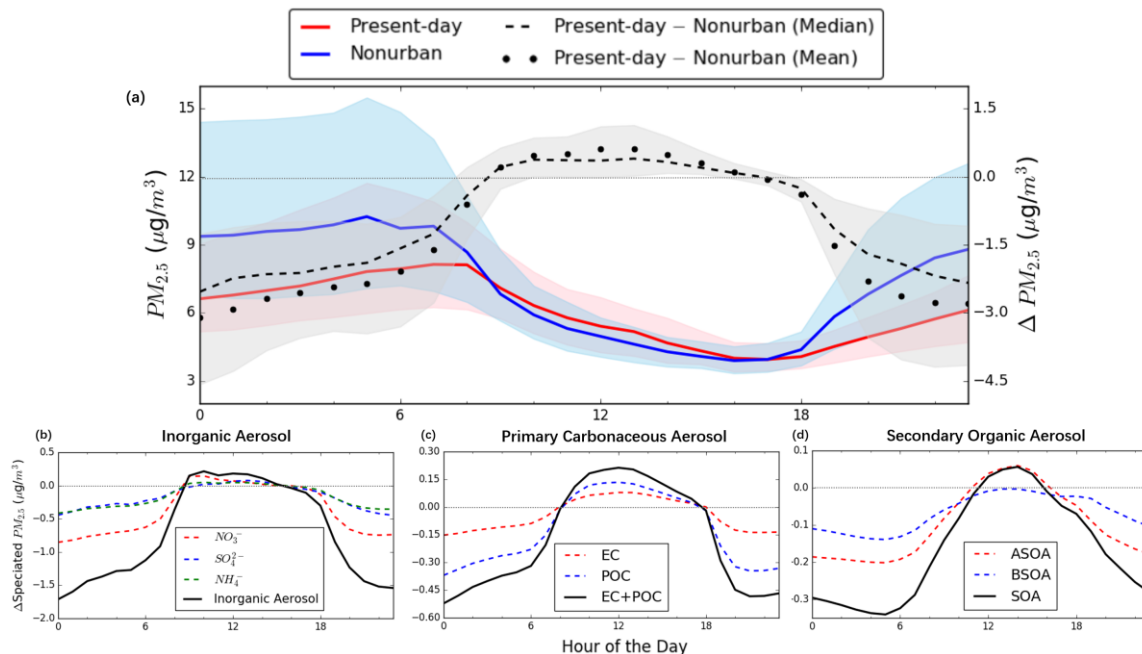 Present-day
Present-day − Nonurban (Median)
Nonurban
Present-day − Nonurban (Mean)
(a)
15
12
9
6
3
PM2.5 (μg/m³)
1.5
0.0
−1.5
−3.0
−4.5
Δ PM2.5 (μg/m³)
0 6 12 18
(b) Inorganic Aerosol
0.5
0.0
−0.5
−1.0
−1.5
−2.0
ΔSpeciated PM2.5 (μg/m³)
NO3−
SO4 2−
NH4−
Inorganic Aerosol
0 6 12 18
(c) Primary Carbonaceous Aerosol
0.30
0.15
0.00
−0.15
−0.30
−0.45
−0.60
EC
POC
EC+POC
0 6 12 18
Hour of the Day
(d) Secondary Organic Aerosol
0.0
−0.1
−0.2
−0.3
ASOA
BSOA
SOA
0 6 12 18